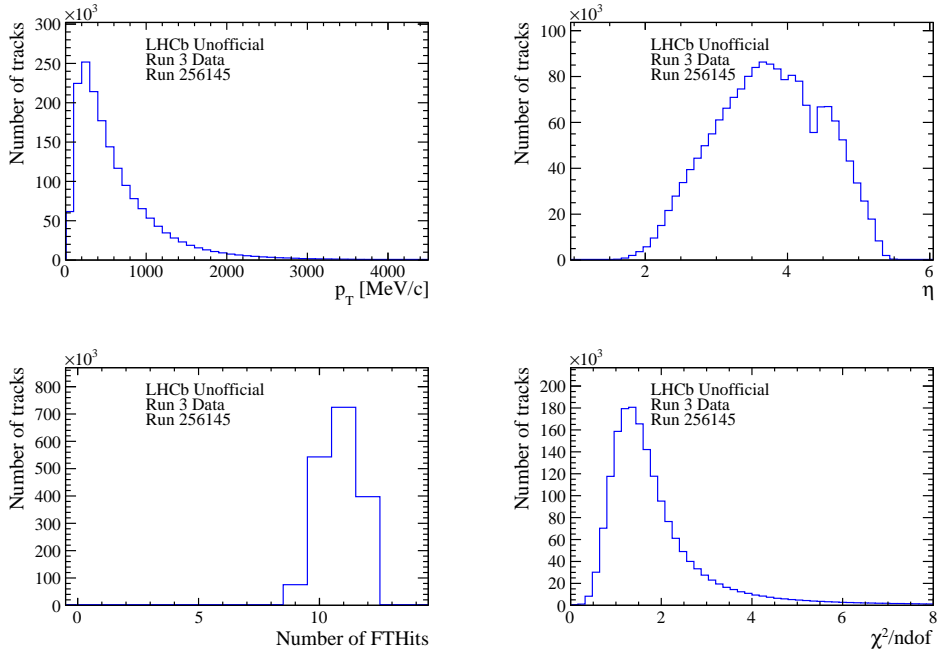 ×10³
Number of tracks
300
250
200
150
100
50
0
LHCb Unofficial
Run 3 Data
Run 256145
0 1000 2000 3000 4000
p_T [MeV/c]
×10³
Number of tracks
100
80
60
40
20
0
LHCb Unofficial
Run 3 Data
Run 256145
2 4 6
η
×10³
Number of tracks
800
700
600
500
400
300
200
100
0
LHCb Unofficial
Run 3 Data
Run 256145
0 5 10
Number of FTHits
×10³
Number of tracks
200
180
160
140
120
100
80
60
40
20
0
LHCb Unofficial
Run 3 Data
Run 256145
0 2 4 6 8
χ²/ndof